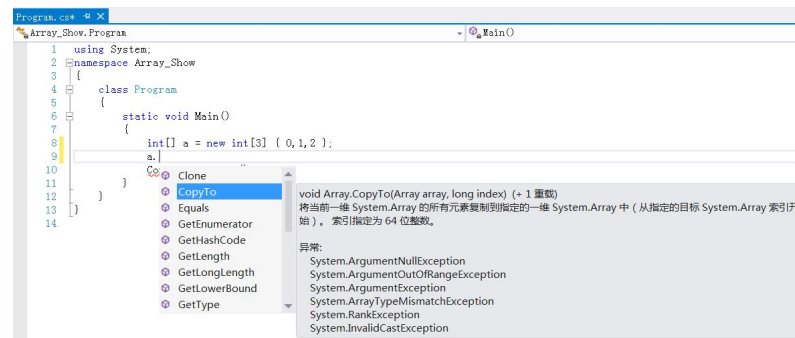 Program.cs*
Array_Show.Program
Main()
1 using System;
2 namespace Array_Show
3 {
4 class Program
5 {
6 static void Main()
7 {
8 int[] a = new int[3] { 0,1,2 };
9 a.
10 Co
11 }
12 }
13 }
14
Clone
CopyTo
Equals
GetEnumerator
GetHashCode
GetLength
GetLongLength
GetLowerBound
GetType
void Array.CopyTo(Array array, long index) (+ 1 重载)
将当前一维 System.Array 的所有元素复制到指定的一维 System.Array 中（从指定的目标 System.Array 索引开
始）。 索引指定为 64 位整数。
异常:
System.ArgumentNullException
System.ArgumentOutOfRangeException
System.ArgumentException
System.ArrayTypeMismatchException
System.RankException
System.InvalidCastException